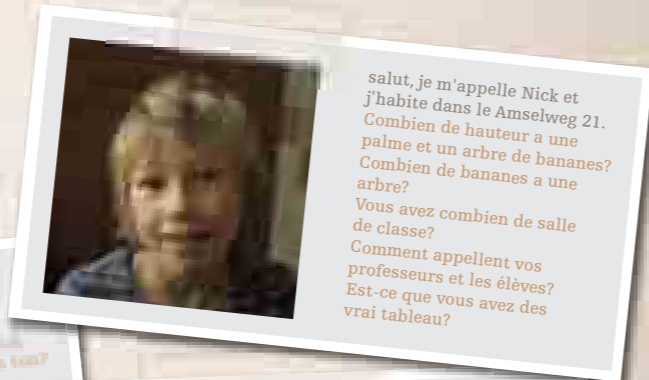 salut, je m'appelle Nick et
j'habite dans le Amselweg 21.
Combien de hauteur a une
palme et un arbre de bananes?
Combien de bananes a une
arbre?
Vous avez combien de salle
de classe?
Comment appellent vos
professeurs et les élèves?
Est-ce que vous avez des
vrai tableau?